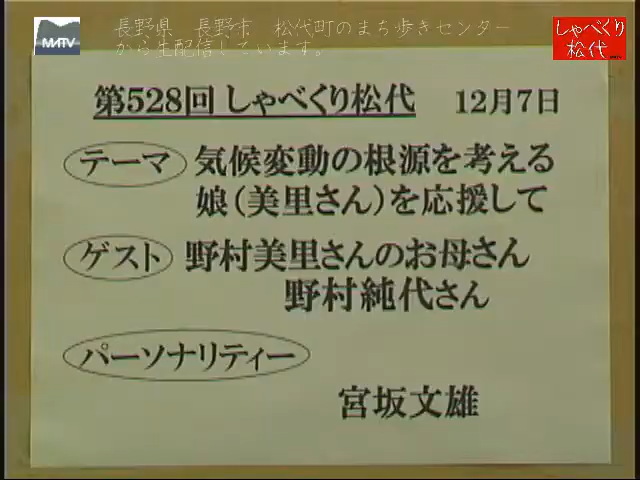 MATV
長野県 長野市 松代町のまち歩きセンター
から生配信しています。
しゃべくり
松代
第528回 しゃべくり松代 12月7日
テーマ 気候変動の根源を考える
娘(美里さん)を応援して
ゲスト 野村美里さんのお母さん
野村純代さん
パーソナリティー
宮坂文雄